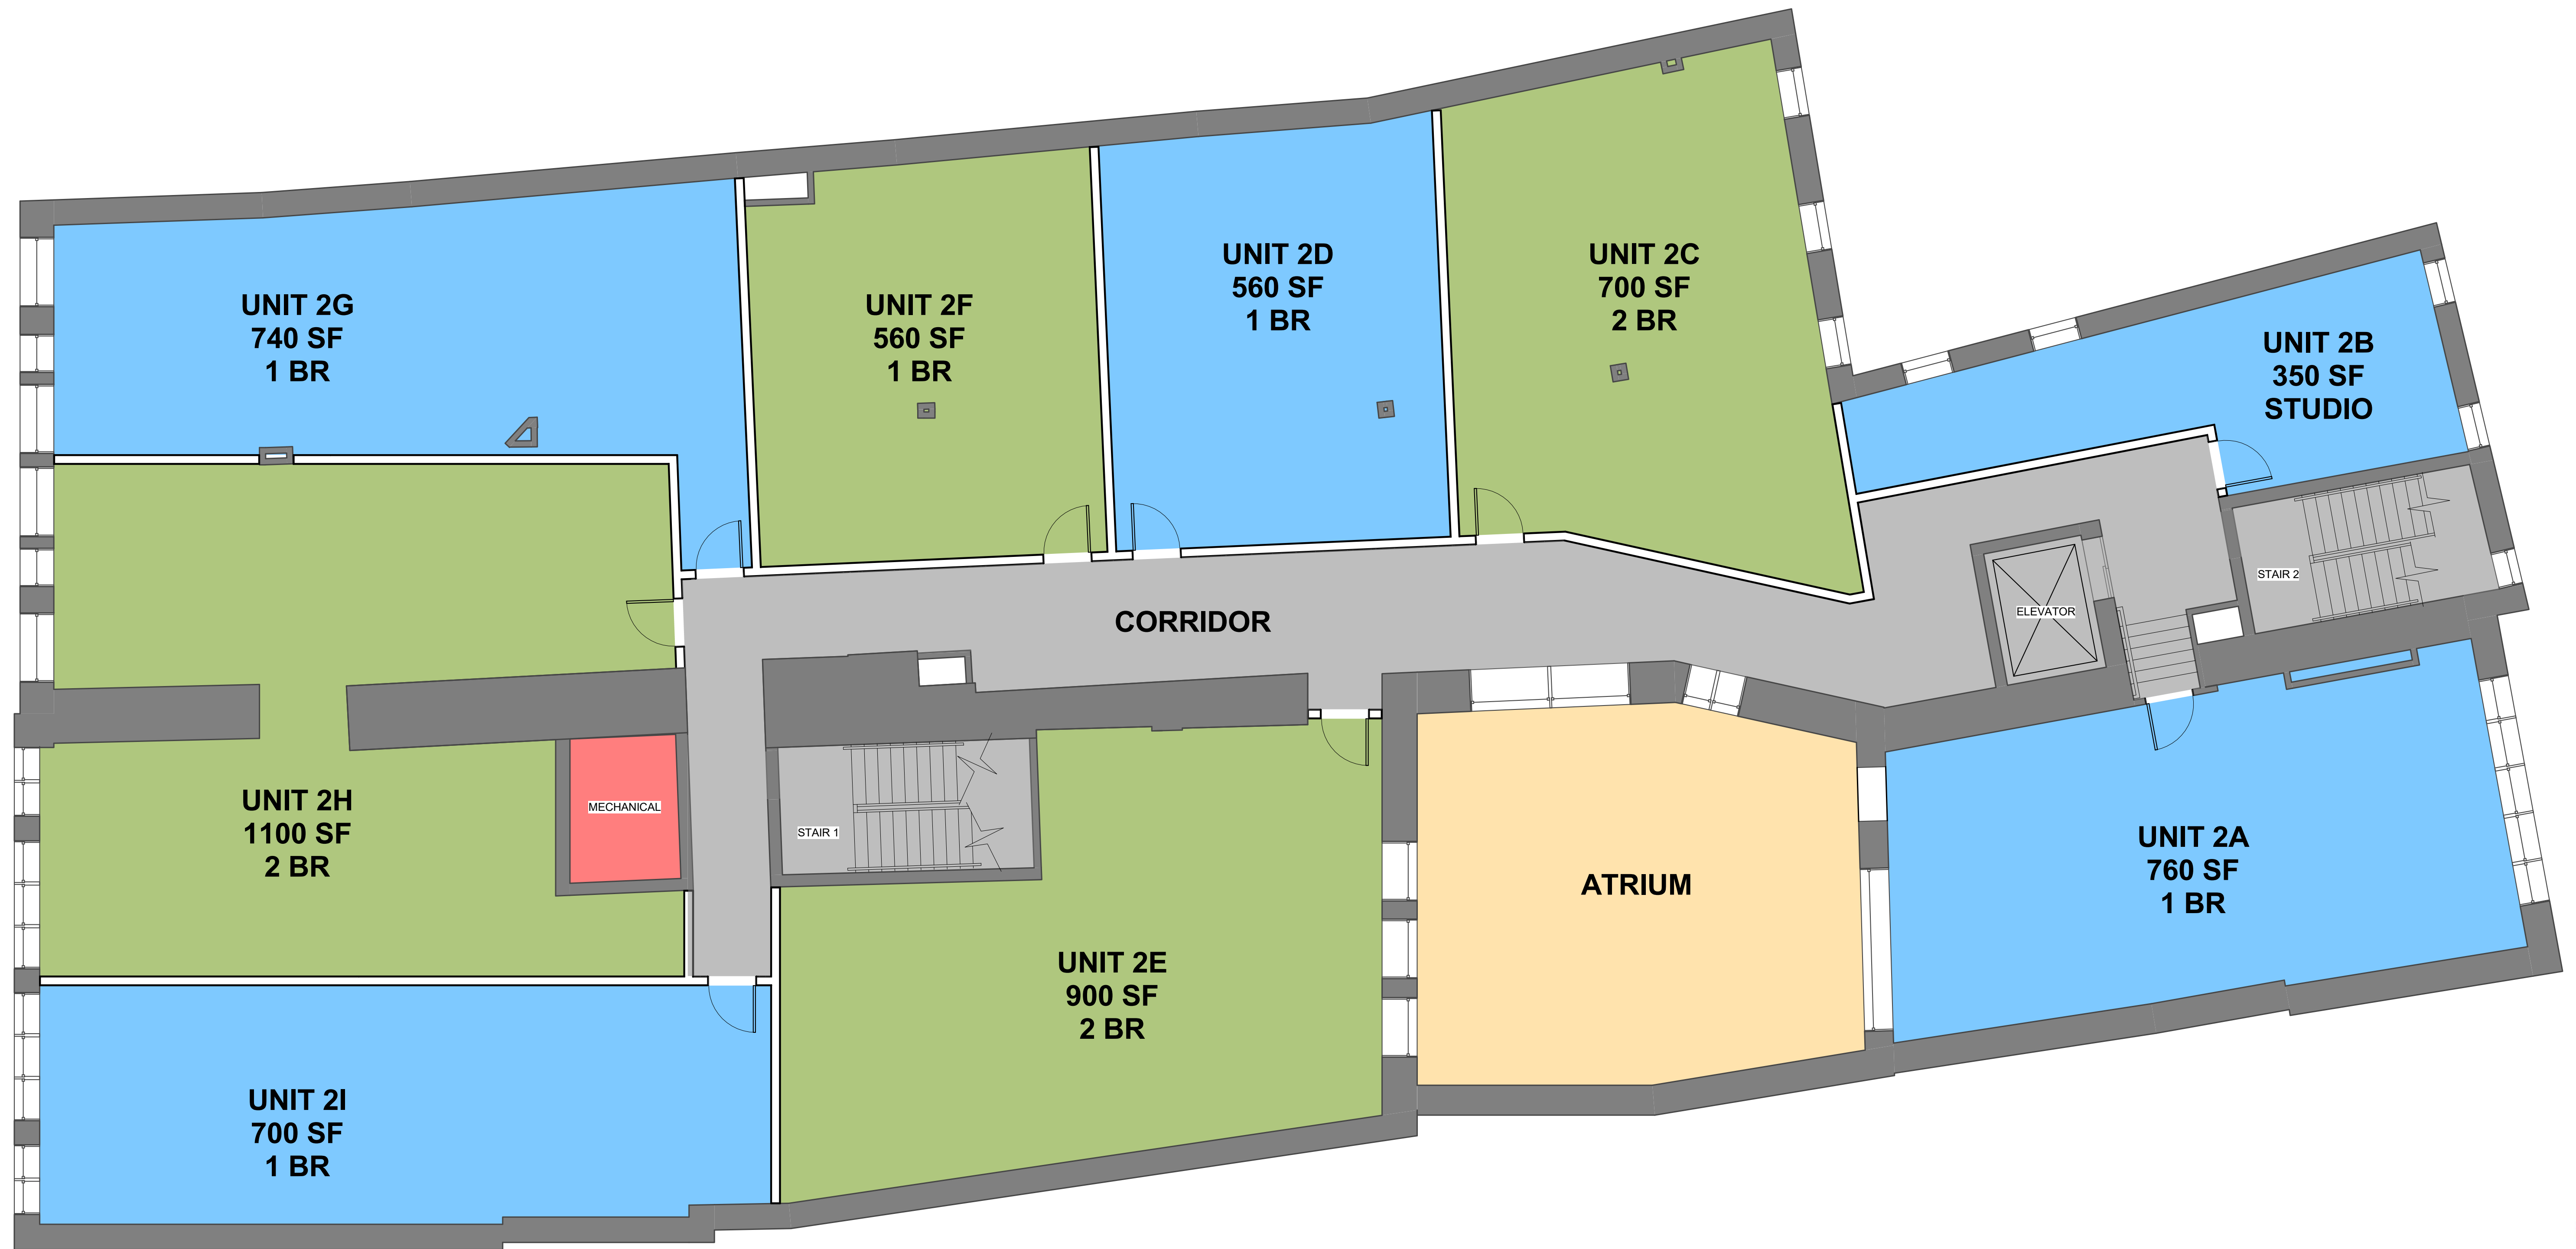 UNIT 2G
740 SF
1 BR
UNIT 2F
560 SF
1 BR
UNIT 2D
560 SF
1 BR
UNIT 2C
700 SF
2 BR
UNIT 2B
350 SF
STUDIO
STAIR 2
ELEVATOR
CORRIDOR
UNIT 2H
1100 SF
2 BR
MECHANICAL
STAIR 1
UNIT 2E
900 SF
2 BR
ATRIUM
UNIT 2A
760 SF
1 BR
UNIT 2I
700 SF
1 BR